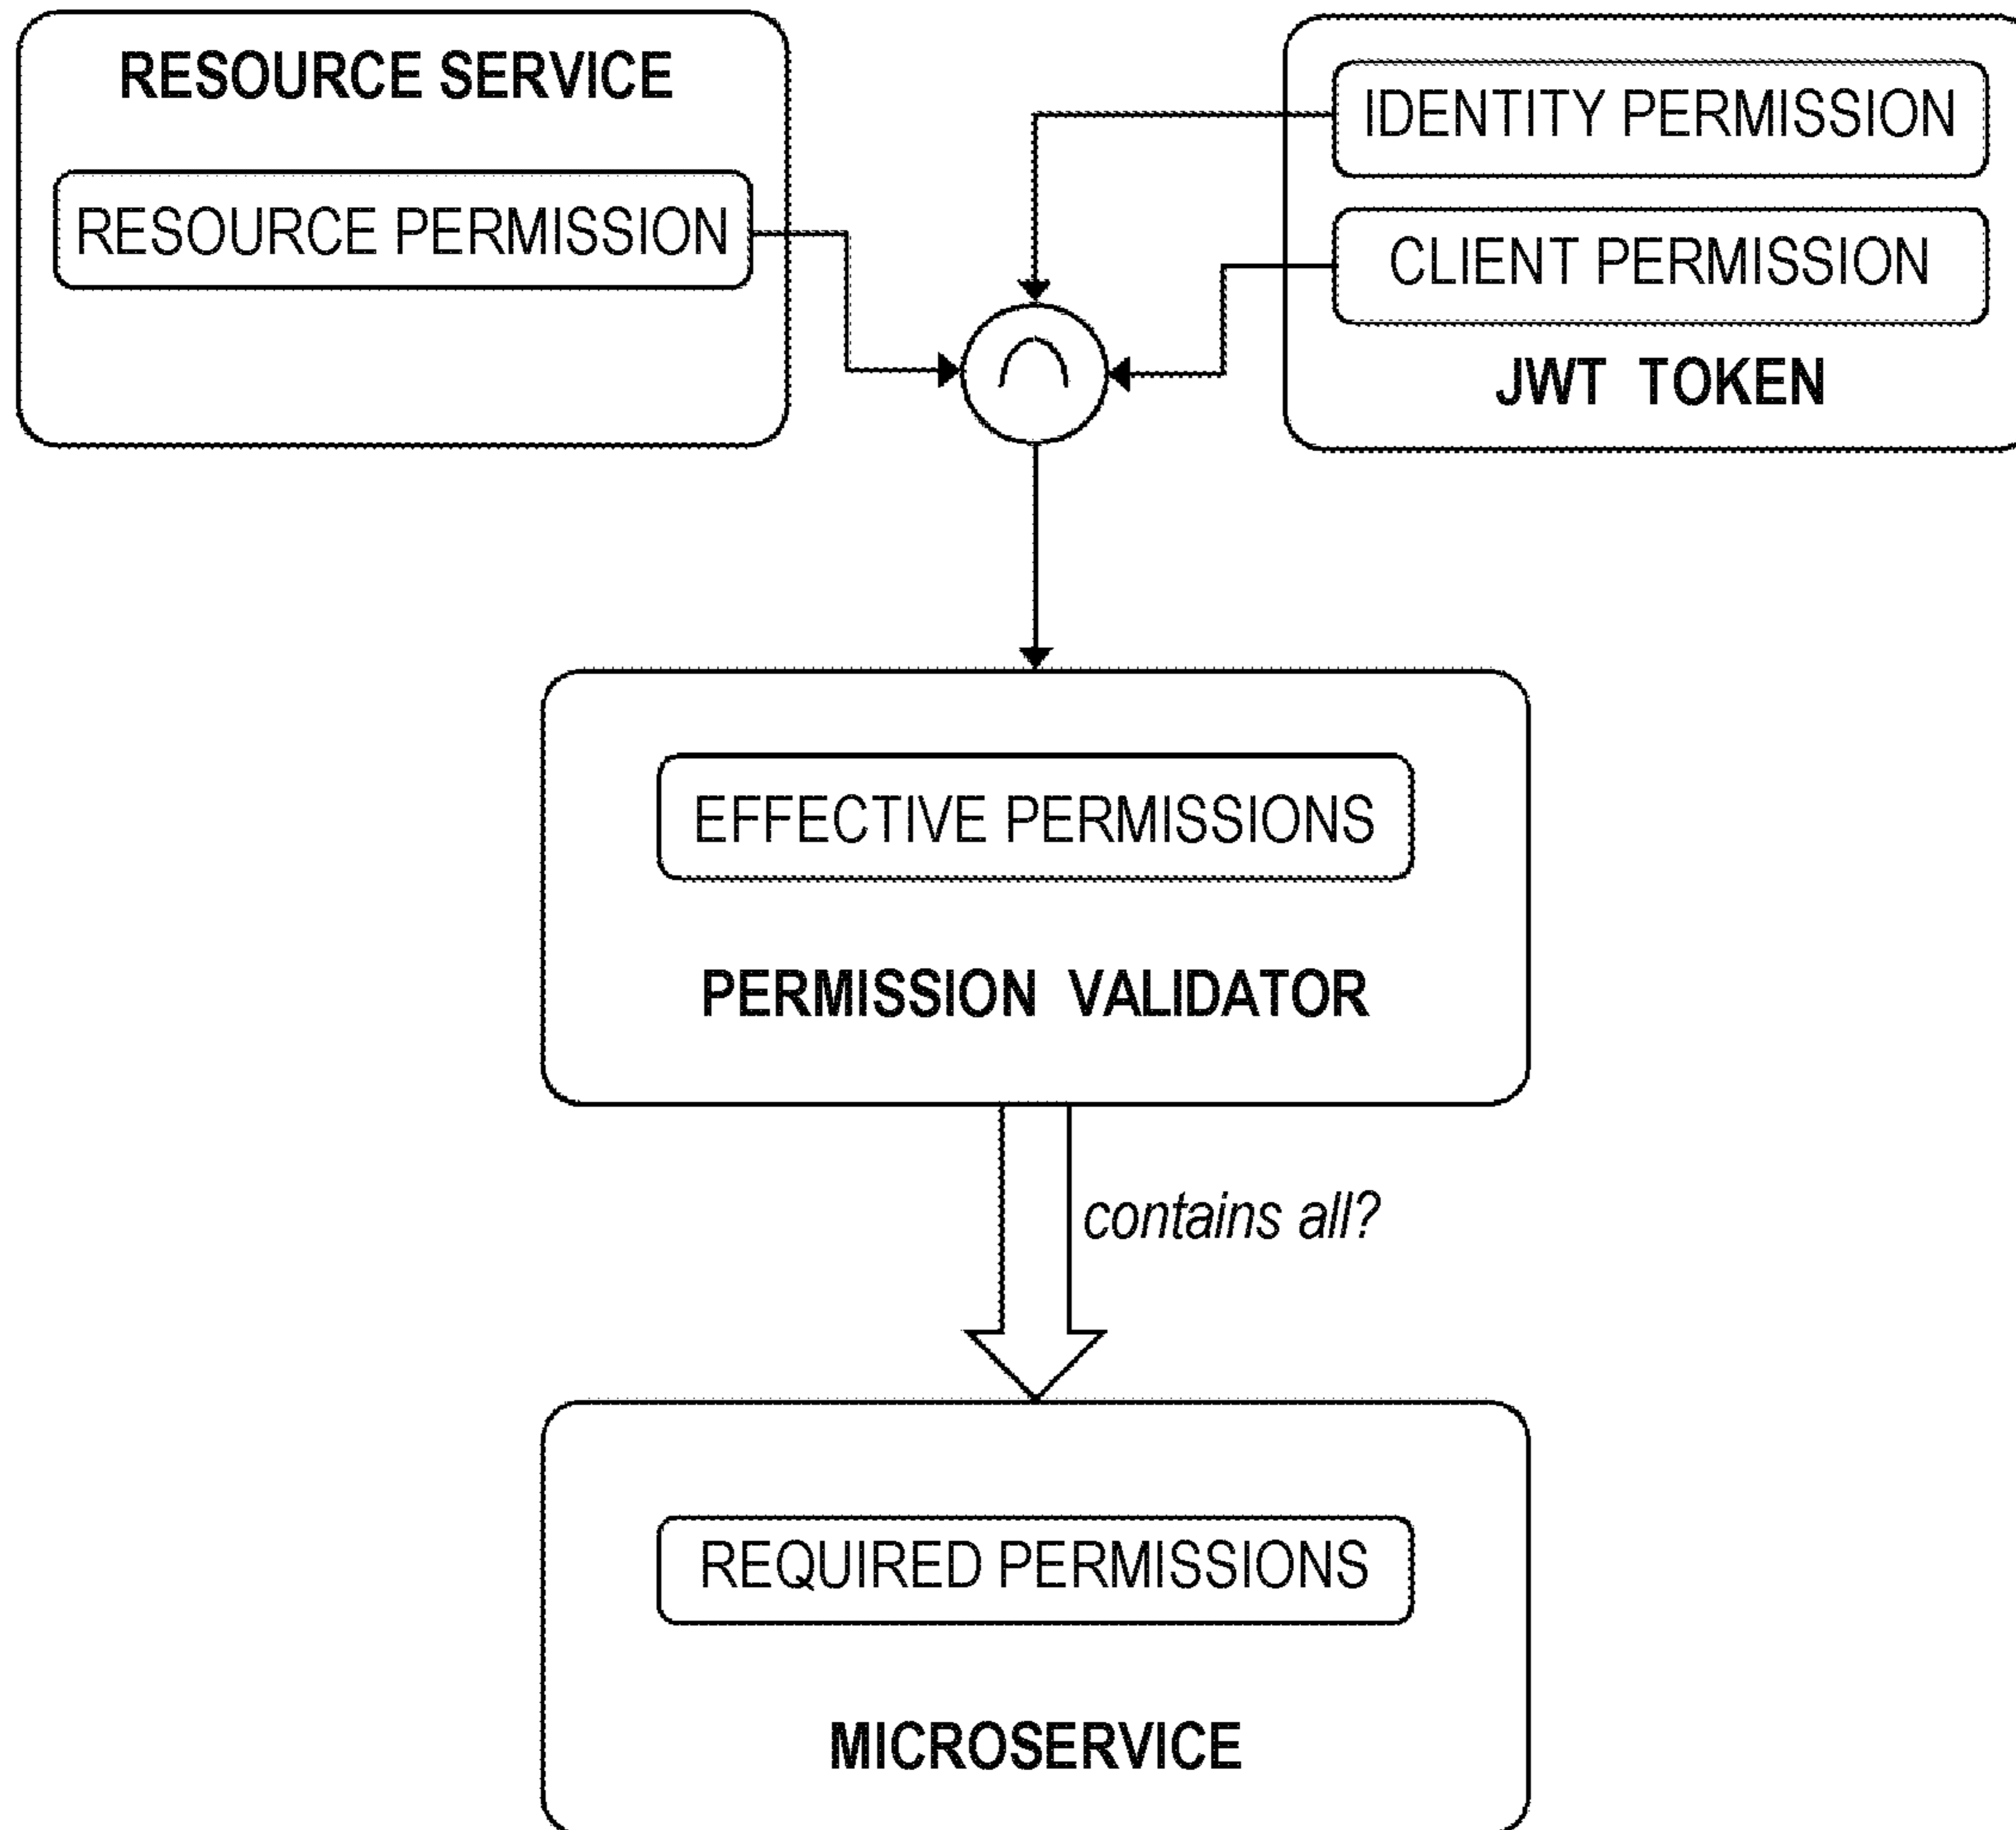 RESOURCE SERVICE
RESOURCE PERMISSION
IDENTITY PERMISSION
CLIENT PERMISSION
JWT TOKEN
∩
EFFECTIVE PERMISSIONS
PERMISSION VALIDATOR
contains all?
REQUIRED PERMISSIONS
MICROSERVICE